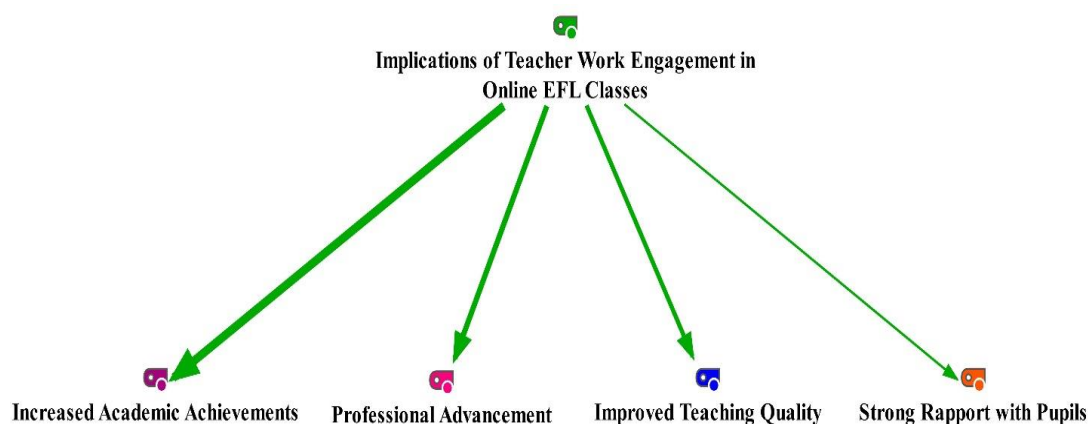 Implications of Teacher Work Engagement in
Online EFL Classes
Increased Academic Achievements
Professional Advancement
Improved Teaching Quality
Strong Rapport with Pupils